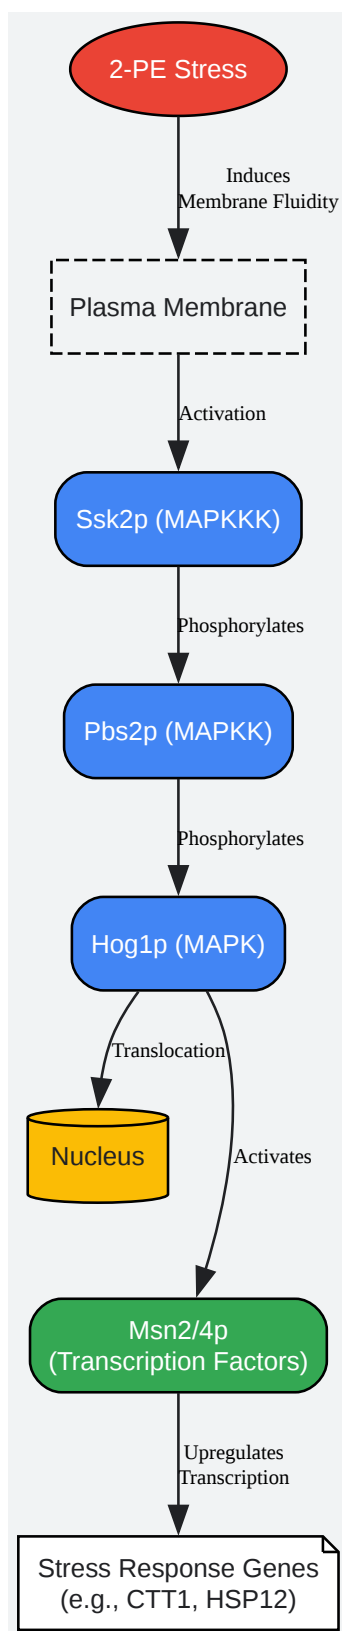 2-PE Stress
Induces
Membrane Fluidity
Plasma Membrane
Activation
Ssk2p (MAPKKK)
Phosphorylates
Pbs2p (MAPKK)
Phosphorylates
Hog1p (MAPK)
Translocation
Nucleus
Activates
Msn2/4p
(Transcription Factors)
Upregulates
Transcription
Stress Response Genes
(e.g., CTT1, HSP12)